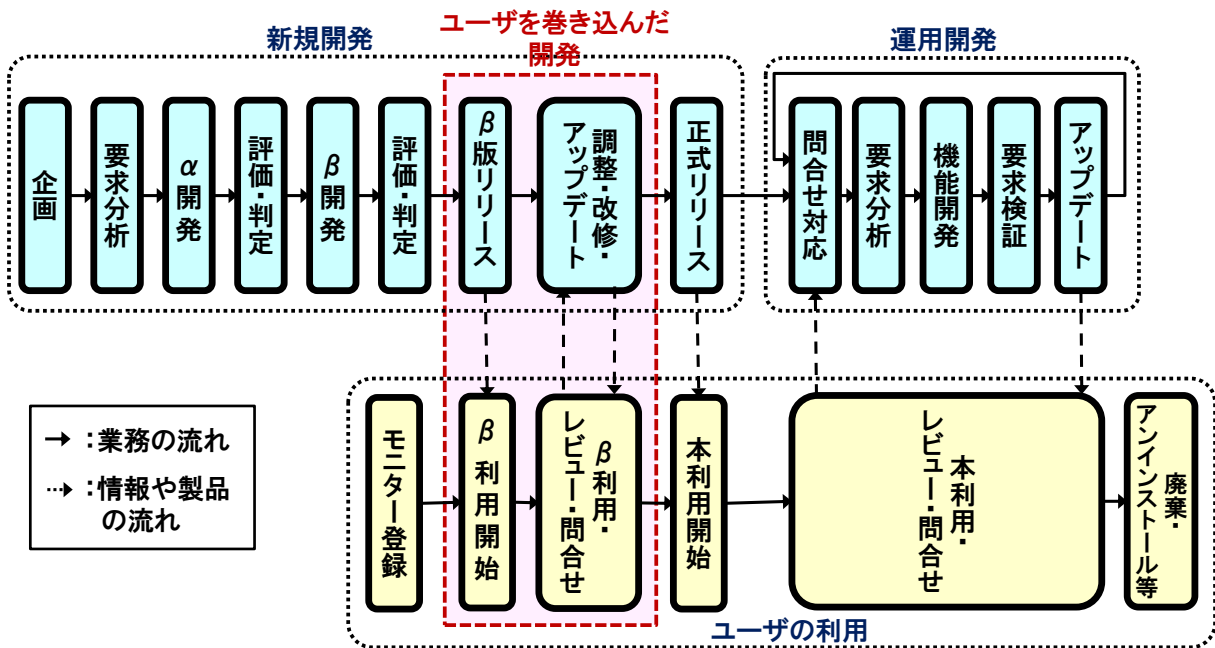 新規開発
ユーザを巻き込んだ
開発
運用開発
企画
要求分析
α開発
評価・判定
β開発
評価・判定
β版リリース
調整・改修・
アップデート
正式リリース
問合せ対応
要求分析
機能開発
要求検証
アップデート
モニター登録
β利用開始
β利用・
レビュー・問合せ
本利用開始
本利用・
レビュー・問合せ
廃棄・
アンインストール等
→ :業務の流れ
⋯▸ :情報や製品
の流れ
ユーザの利用